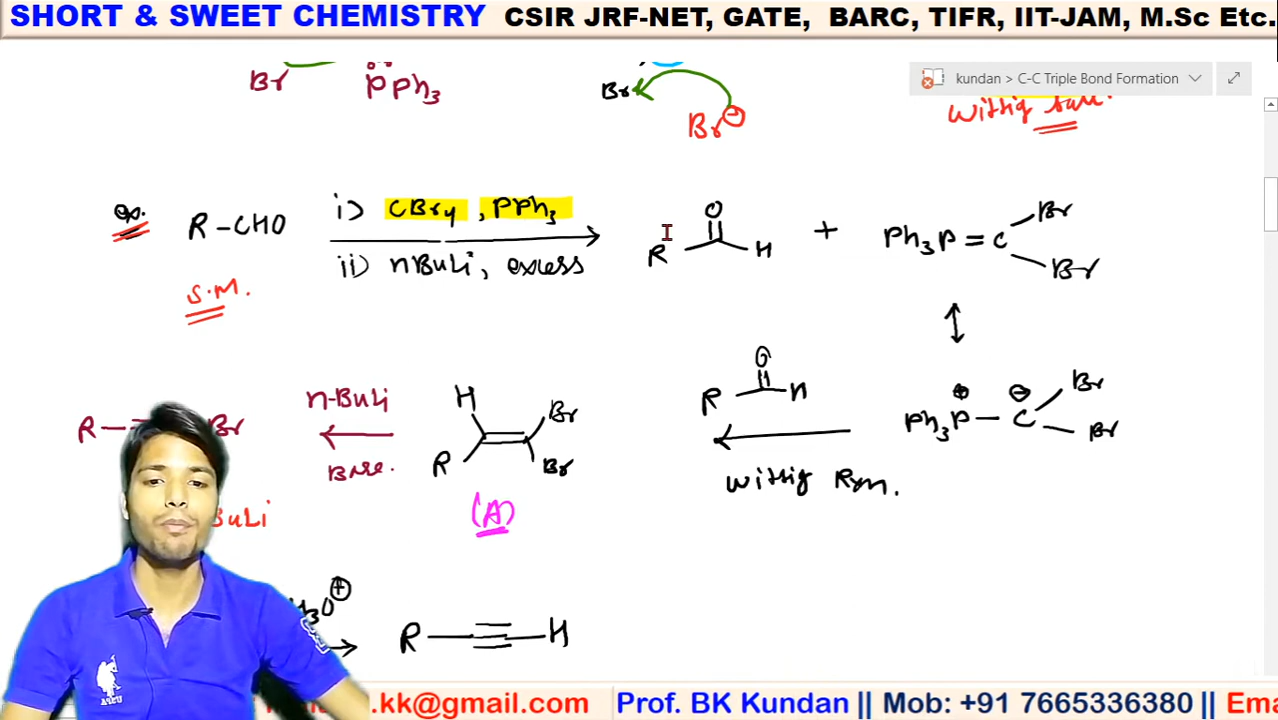 SHORT & SWEET CHEMISTRY CSIR JRF-NET, GATE, BARC, TIFR, IIT-JAM, M.Sc Etc.
kundan > C-C Triple Bond Formation
Br
PPh3
Br
Br⊖
Wittig
ex.
R-CHO
i) CBr4, PPh3
ii) nBuLi, excess
O
R
H
+
Ph3P=C
Br
Br
S.M.
R
Br
n-BuLi
Base.
H
Br
R
Br
(A)
O
R
H
Wittig Rxn.
Ph3P⊕-C⊖
Br
Br
BuLi
H3O⊕
R
H
.kk@gmail.com Prof. BK Kundan || Mob: +91 7665336380 || Ema